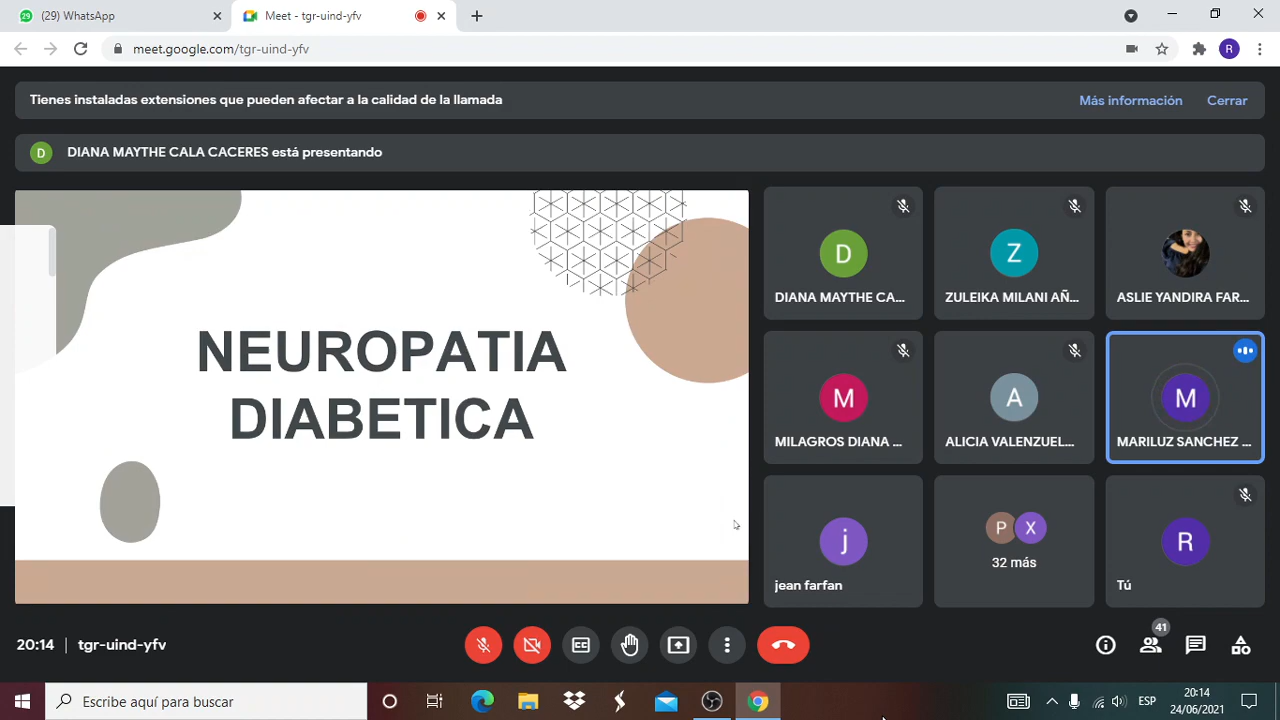 (29) WhatsApp
Meet - tgr-uind-yfv
meet.google.com/tgr-uind-yfv
R
Tienes instaladas extensiones que pueden afectar a la calidad de la llamada
Más información
Cerrar
D
DIANA MAYTHE CALA CACERES está presentando
NEUROPATIA
DIABETICA
D
DIANA MAYTHE CA...
Z
ZULEIKA MILANI AÑ...
ASLIE YANDIRA FAR...
M
MILAGROS DIANA ...
A
ALICIA VALENZUEL...
M
MARILUZ SANCHEZ ...
j
jean farfan
P X
32 más
R
Tú
20:14 | tgr-uind-yfv
CC
41
Escribe aquí para buscar
ESP
20:14
24/06/2021